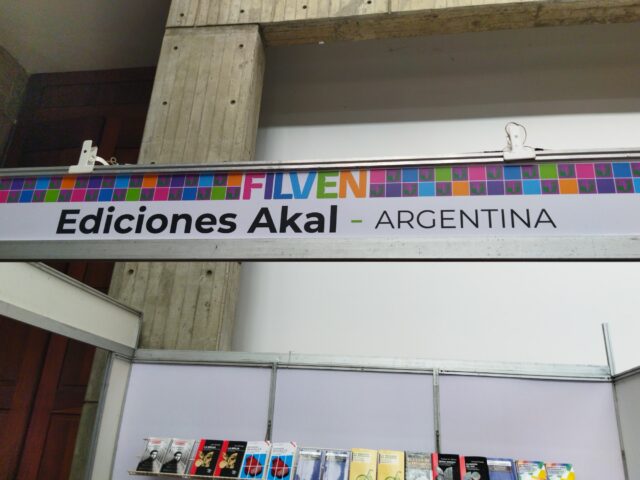 FILVEN
Ediciones Akal - ARGENTINA